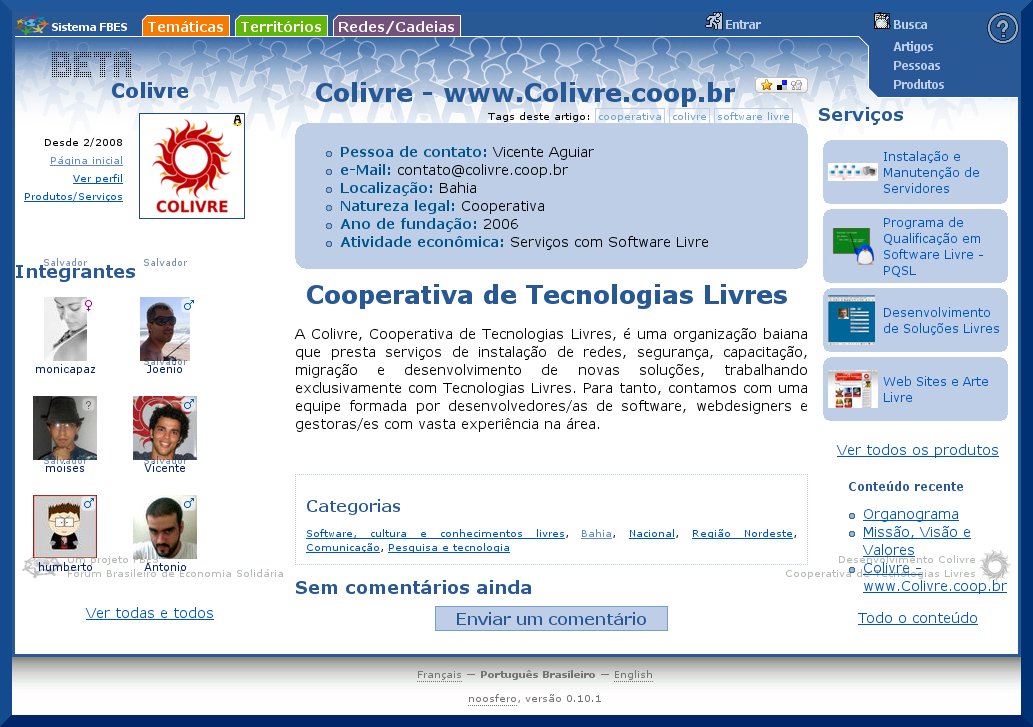 Sistema FBES
Temáticas
Territórios
Redes/Cadeias
Entrar
Busca
Artigos
Pessoas
Produtos
?
BETA
Colivre
Desde 2/2008
Página inicial
Ver perfil
Produtos/Serviços
COLIVRE
Integrantes
Salvador
Salvador
monicapaz
Salvador
Joenio
Salvador
moises
Salvador
Vicente
humberto
Antonio
Ver todas e todos
Colivre - www.Colivre.coop.br
Tags deste artigo: cooperativa colivre software livre
Pessoa de contato: Vicente Aguiar
e-Mail: contato@colivre.coop.br
Localização: Bahia
Natureza legal: Cooperativa
Ano de fundação: 2006
Atividade econômica: Serviços com Software Livre
Cooperativa de Tecnologias Livres
A Colivre, Cooperativa de Tecnologias Livres, é uma organização baiana
que presta serviços de instalação de redes, segurança, capacitação,
migração e desenvolvimento de novas soluções, trabalhando
exclusivamente com Tecnologias Livres. Para tanto, contamos com uma
equipe formada por desenvolvedores/as de software, webdesigners e
gestoras/es com vasta experiência na área.
Categorias
Software, cultura e conhecimentos livres, Bahia, Nacional, Região Nordeste,
Comunicação, Pesquisa e tecnologia
Sem comentários ainda
Enviar um comentário
Serviços
Instalação e
Manutenção de
Servidores
Programa de
Qualificação em
Software Livre -
PQSL
Desenvolvimento
de Soluções Livres
Web Sites e Arte
Livre
Ver todos os produtos
Conteúdo recente
Organograma
Missão, Visão e
Valores
Colivre -
www.Colivre.coop.br
Todo o conteúdo
Um projeto
Fórum Brasileiro de Economia Solidária
Desenvolvimento Colivre
Cooperativa de Tecnologias Livres
Français — Português Brasileiro — English
noosfero, versão 0.10.1